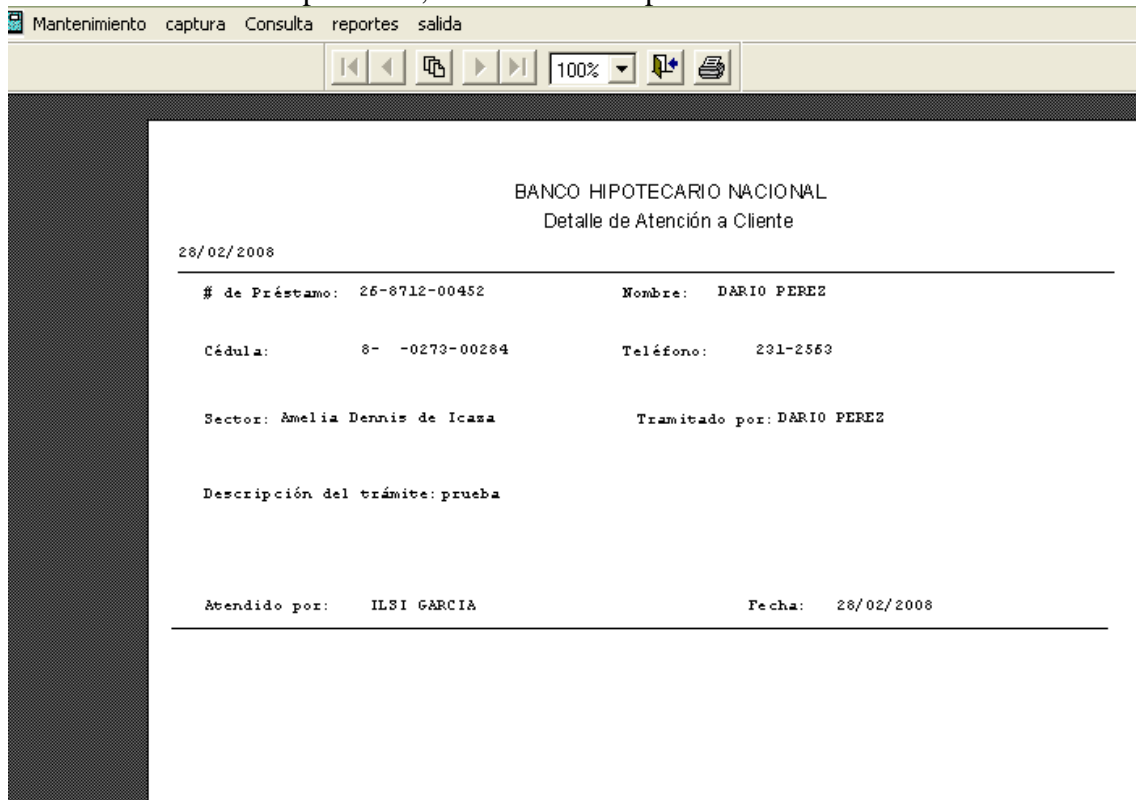 Mantenimiento captura Consulta reportes salida
100%
BANCO HIPOTECARIO NACIONAL
Detalle de Atención a Cliente
28/02/2008
# de Préstamo: 26-8712-00452 Nombre: DARIO PEREZ
Cédula: 8- -0273-00284 Teléfono: 231-2563
Sector: Amelia Dennis de Icaza Tramitado por: DARIO PEREZ
Descripción del trámite: prueba
Atendido por: ILSI GARCIA Fecha: 28/02/2008